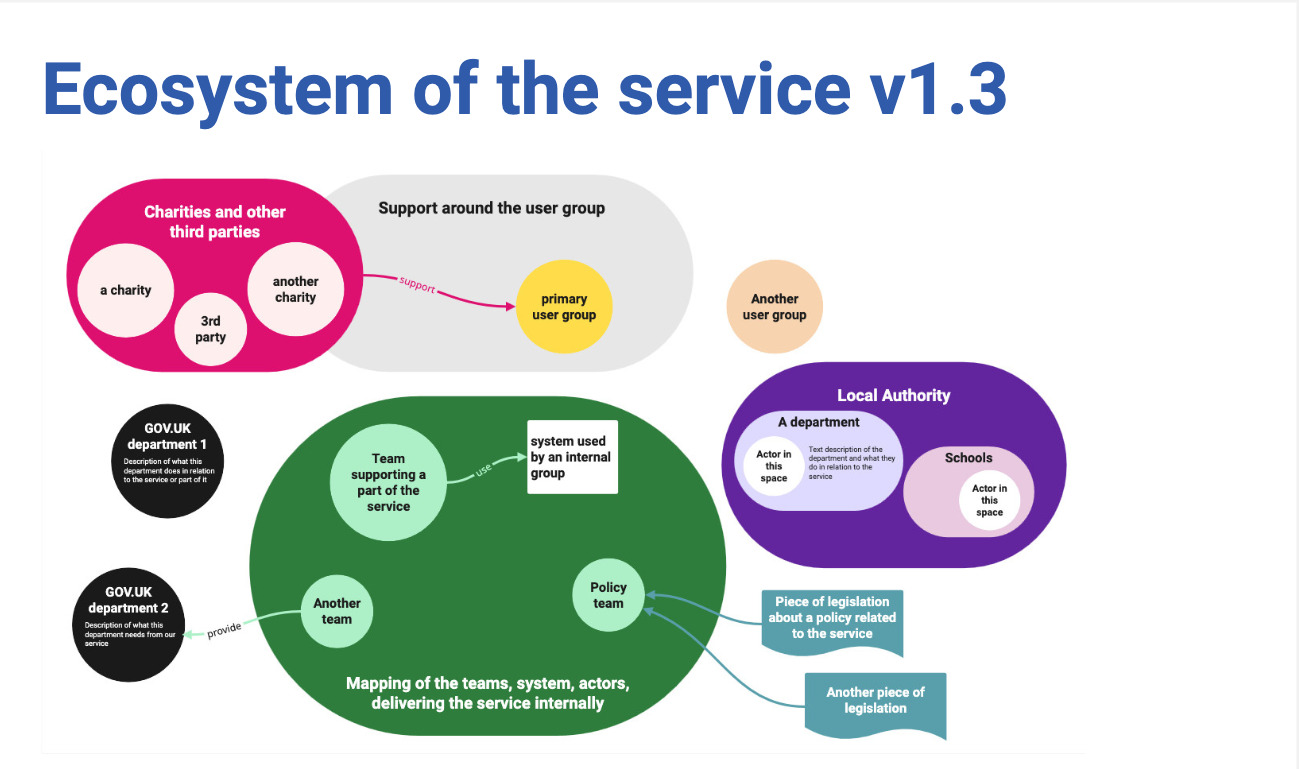 Ecosystem of the service v1.3
Charities and other
third parties
a charity
3rd
party
another
charity
Support around the user group
support
primary
user group
Another
user group
GOV.UK
department 1
Description of what this
department does in relation
to the service or part of it
Team
supporting a
part of the
service
use
system used
by an internal
group
Local Authority
A department
Actor in
this
space
Text description of the
department and what they
do in relation to the
service
Schools
Actor in
this
space
GOV.UK
department 2
Description of what this
department needs from our
service
provide
Another
team
Policy
team
Piece of legislation
about a policy related
to the service
Another piece of
legislation
Mapping of the teams, system, actors,
delivering the service internally